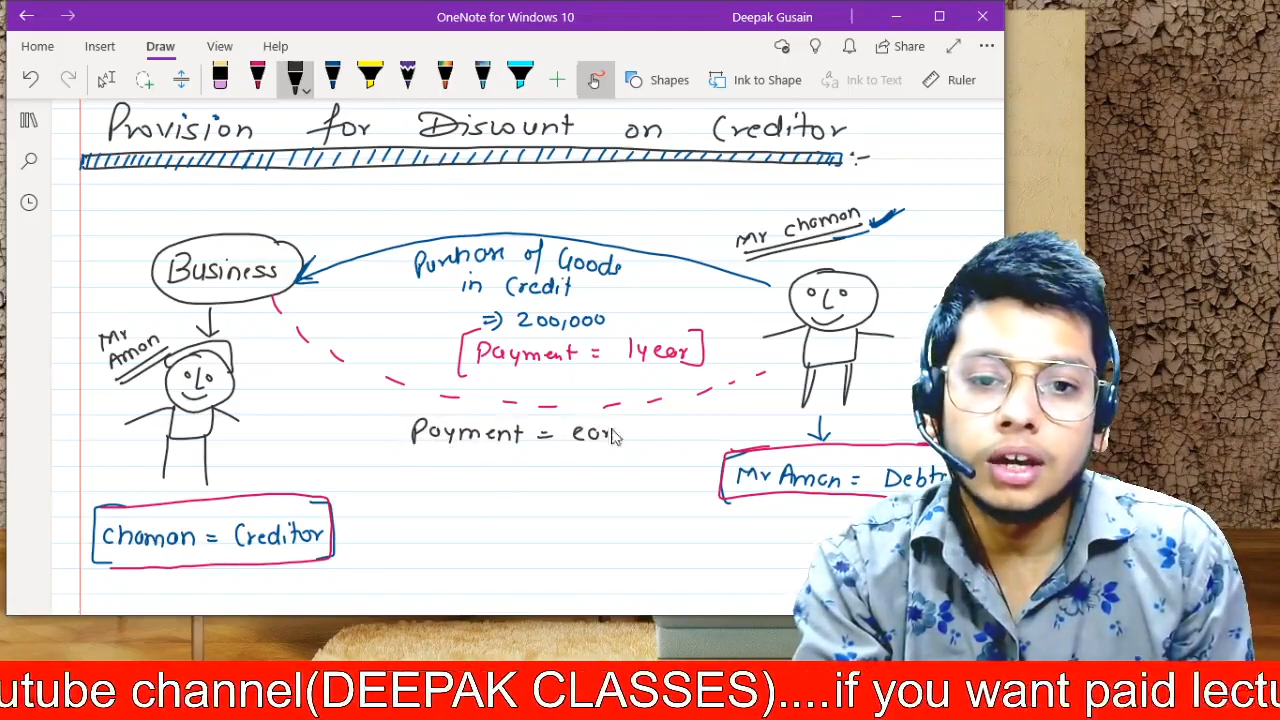 OneNote for Windows 10
Deepak Gusain
Home Insert Draw View Help
Share
Shapes Ink to Shape Ink to Text Ruler
Provision for Discount on Creditor :-
Mr chaman
Business
Purchase of Goods
in Credit
=> 200,000
[Payment = 1year]
Mr
Aman
Payment = ear
Mr Aman = Debt
chaman = Creditor
utube channel(DEEPAK CLASSES)....if you want paid lectu